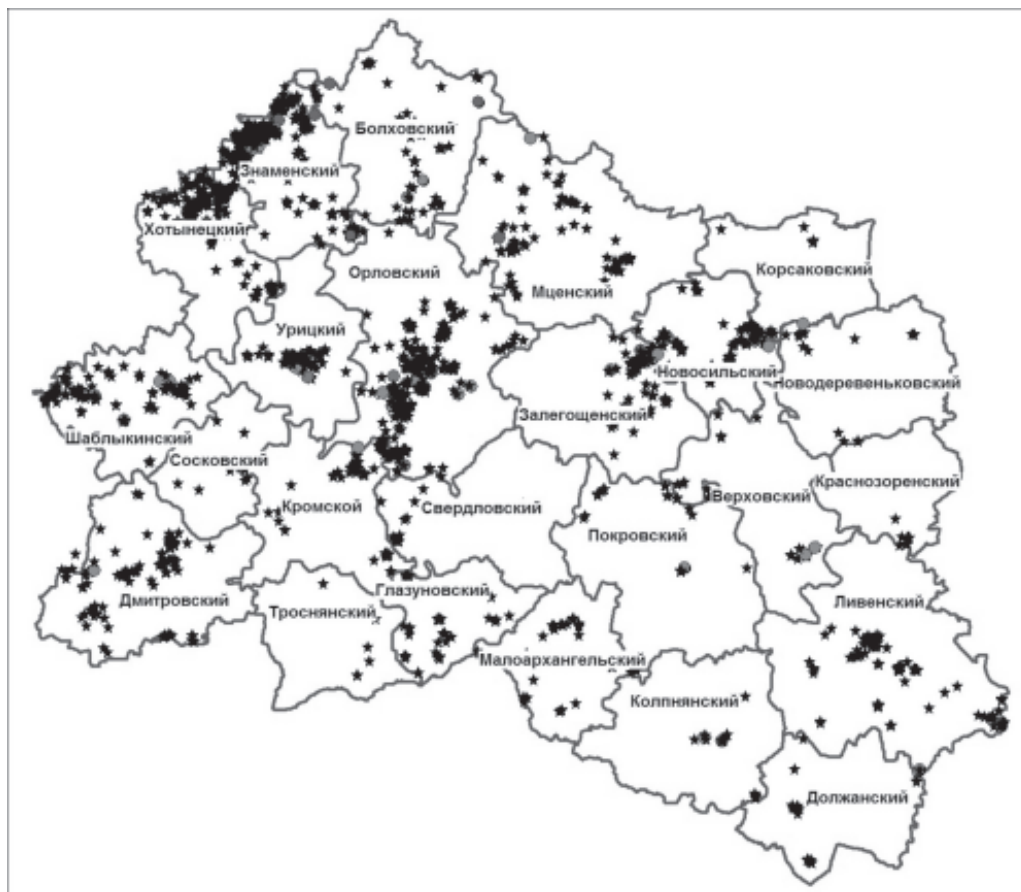 Болховский
Знаменский
Хотынецкий
Орловский
Корсаковский
Мценский
Урицкий
Новосильский
Новодеревеньковский
Залегощенский
Шаблыкинский
Сосковский
Краснозоренский
Верховский
Кромской
Свердловский
Покровский
Глазуновский
Дмитровский
Троснянский
Ливенский
Малоархангельский
Колпнянский
Должанский